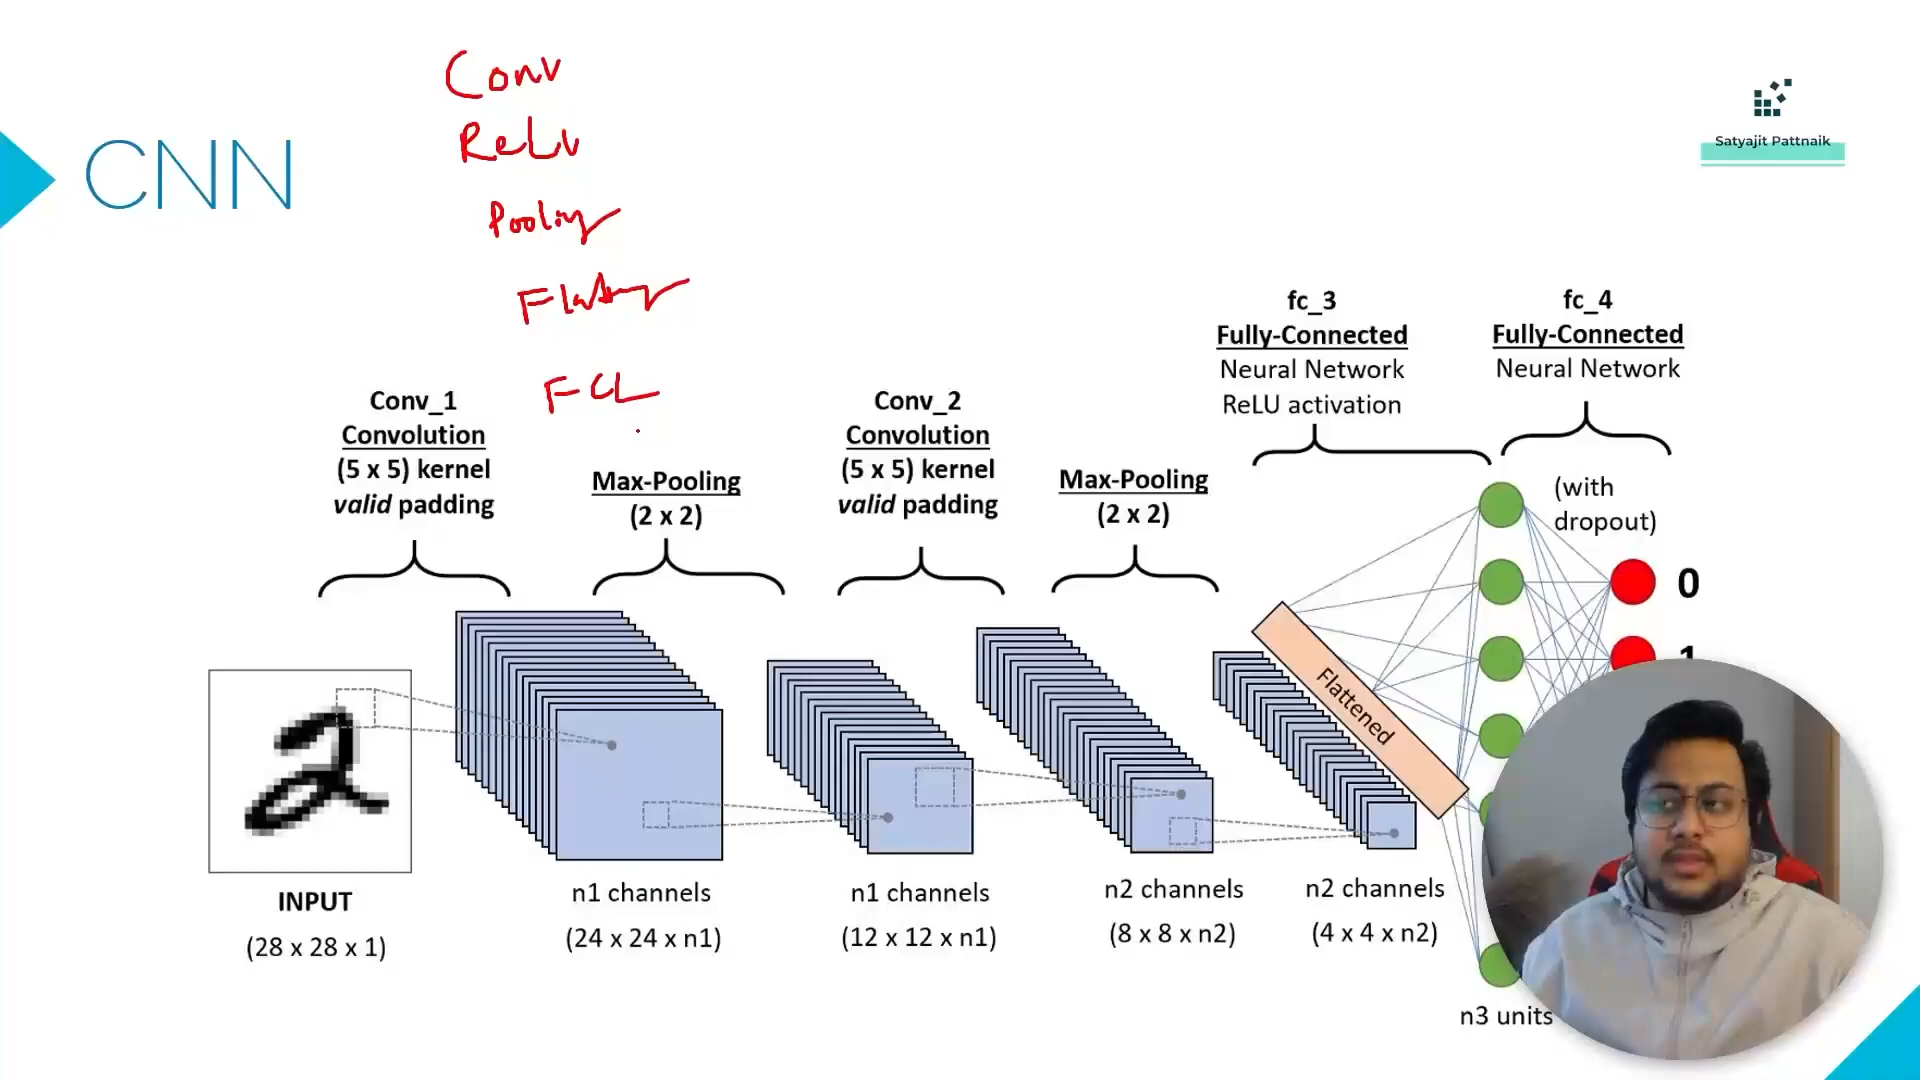 Conv
ReLU
Pooling
CNN
Satyajit Pattnaik
FCL
Conv_1
Convolution
(5 x 5) kernel
valid padding
Max-Pooling
(2 x 2)
Conv_2
Convolution
(5 x 5) kernel
valid padding
Max-Pooling
(2 x 2)
fc_3
Fully-Connected
Neural Network
ReLU activation
fc_4
Fully-Connected
Neural Network
(with
dropout)
0
1
Flattened
2
INPUT
(28 x 28 x 1)
n1 channels
(24 x 24 x n1)
n1 channels
(12 x 12 x n1)
n2 channels
(8 x 8 x n2)
n2 channels
(4 x 4 x n2)
n3 units